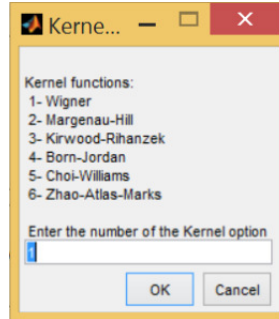 Kerne...
Kernel functions:
1- Wigner
2- Margenau-Hill
3- Kirwood-Rihanzek
4- Born-Jordan
5- Choi-Williams
6- Zhao-Atlas-Marks
Enter the number of the Kernel option
1
OK Cancel